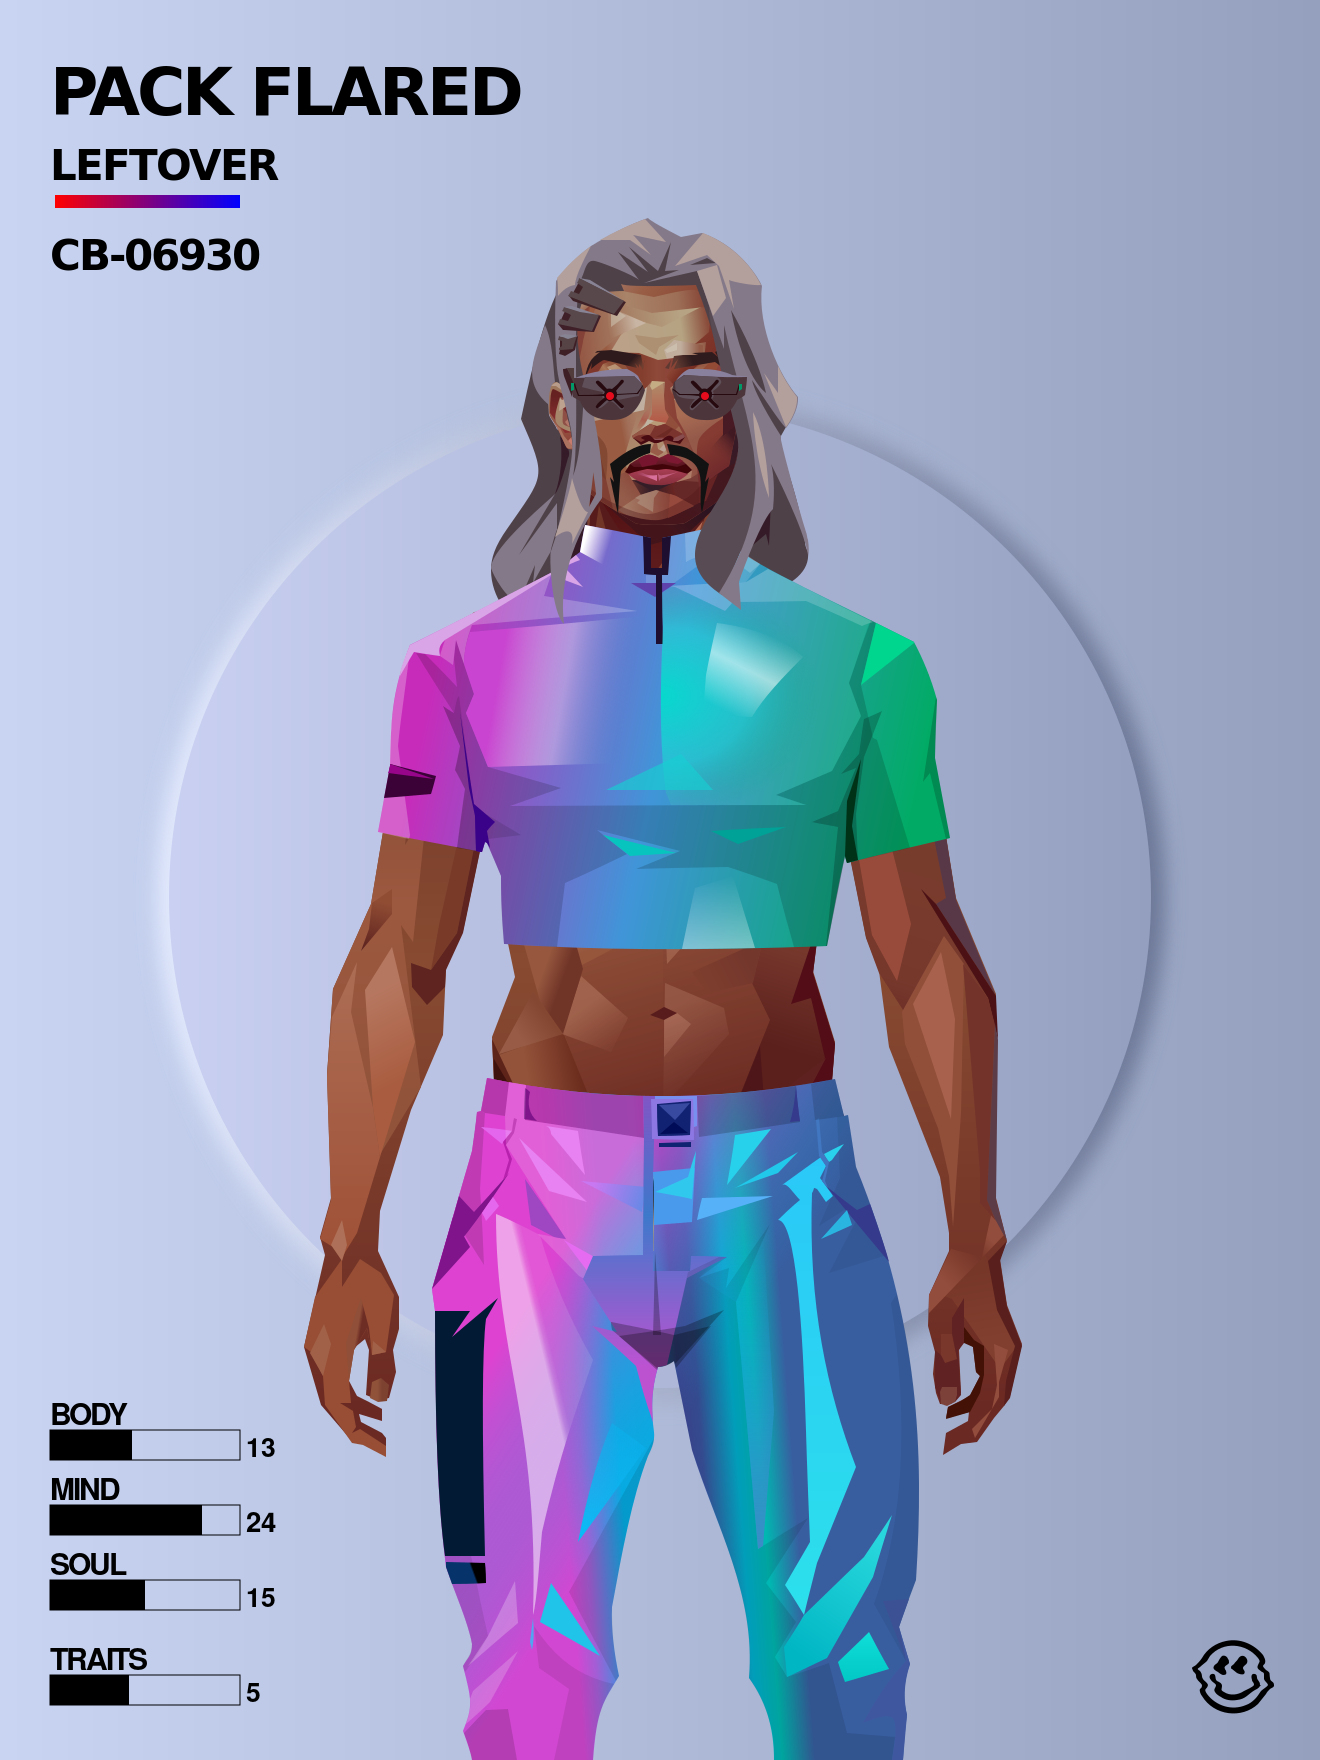 PACK FLARED
LEFTOVER
CB-06930
BODY
13
MIND
24
SOUL
15
TRAITS
5